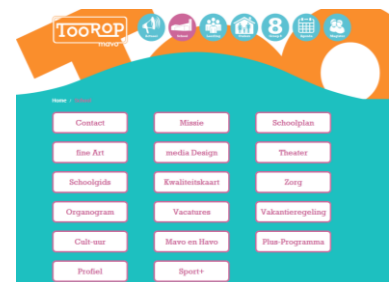 TOOROP
mavo
8
Home
Contact
Missie
Schoolplan
fine Art
media Design
Theater
Schoolgids
Kwaliteitskaart
Zorg
Organogram
Vacatures
Vakantieregeling
Cult-uur
Mavo en Havo
Plus-Programma
Profiel
Sport+